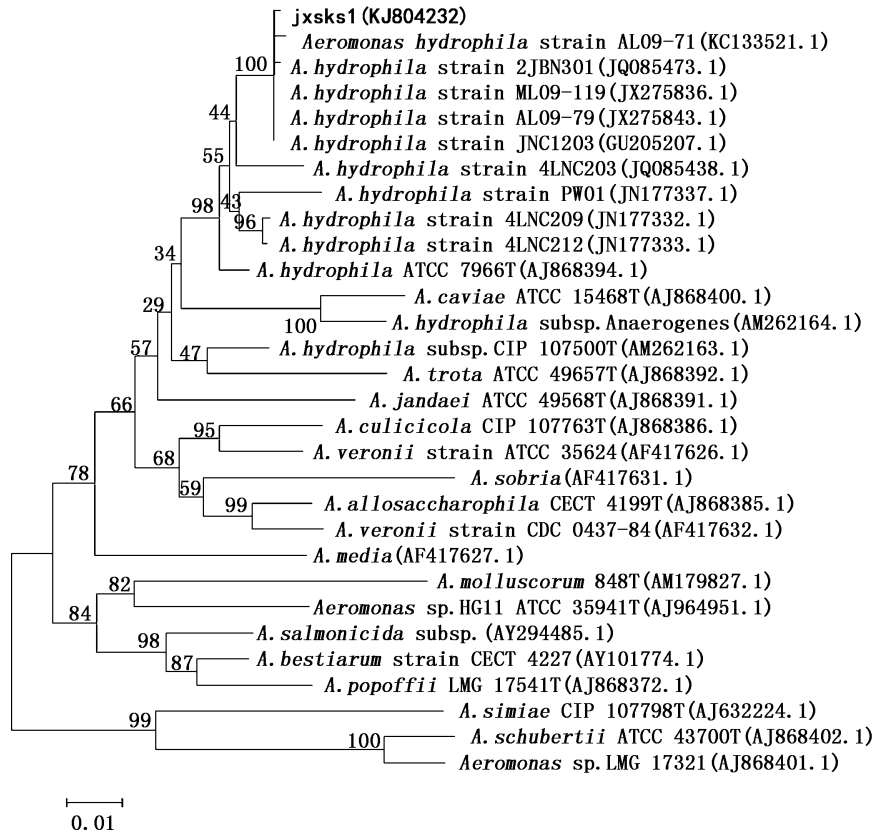 jxsks1(KJ804232)
Aeromonas hydrophila strain AL09-71(KC133521.1)
100
A.hydrophila strain 2JBN301(JQ085473.1)
A.hydrophila strain ML09-119(JX275836.1)
44
A.hydrophila strain AL09-79(JX275843.1)
A.hydrophila strain JNC1203(GU205207.1)
55
A.hydrophila strain 4LNC203(JQ085438.1)
A.hydrophila strain PW01(JN177337.1)
98
43
96
A.hydrophila strain 4LNC209(JN177332.1)
A.hydrophila strain 4LNC212(JN177333.1)
34
A.hydrophila ATCC 7966T(AJ868394.1)
A.caviae ATCC 15468T(AJ868400.1)
29
100
A.hydrophila subsp.Anaerogenes(AM262164.1)
57
47
A.hydrophila subsp.CIP 107500T(AM262163.1)
A.trota ATCC 49657T(AJ868392.1)
66
A.jandaei ATCC 49568T(AJ868391.1)
95
A.culicicola CIP 107763T(AJ868386.1)
A.veronii strain ATCC 35624(AF417626.1)
68
78
A.sobria(AF417631.1)
59
99
A.allosaccharophila CECT 4199T(AJ868385.1)
A.veronii strain CDC 0437-84(AF417632.1)
A.media(AF417627.1)
82
A.molluscorum 848T(AM179827.1)
84
Aeromonas sp.HG11 ATCC 35941T(AJ964951.1)
98
A.salmonicida subsp.(AY294485.1)
87
A.bestiarum strain CECT 4227(AY101774.1)
A.popoffii LMG 17541T(AJ868372.1)
99
A.simiae CIP 107798T(AJ632224.1)
100
A.schubertii ATCC 43700T(AJ868402.1)
Aeromonas sp.LMG 17321(AJ868401.1)
0.01